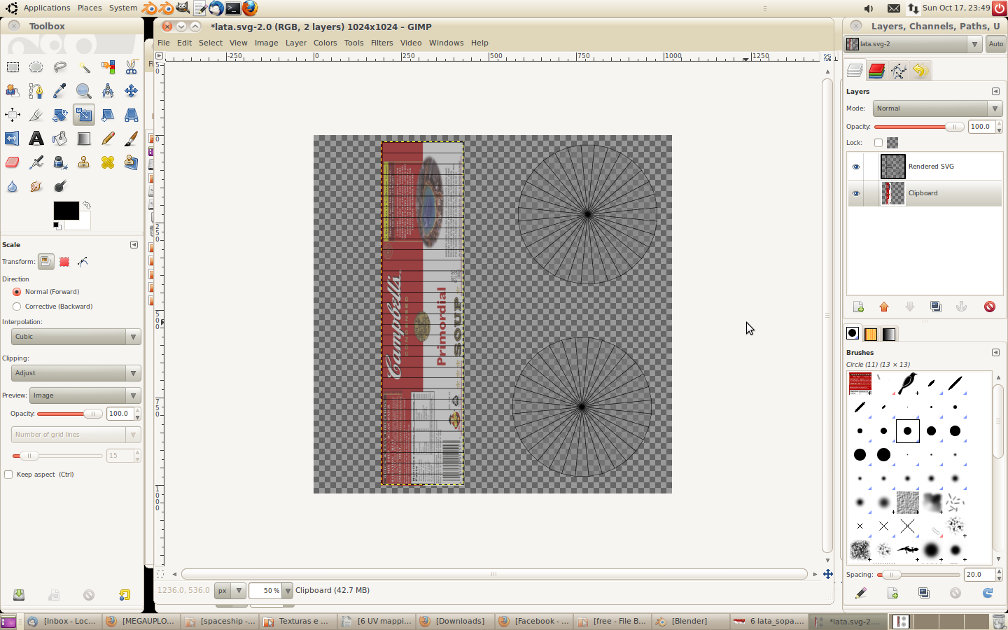 Applications Places System
Sun Oct 17, 23:49
Toolbox
*lata.svg-2.0 (RGB, 2 layers) 1024x1024 – GIMP
Layers, Channels, Paths, U
File Edit Select View Image Layer Colors Tools Filters Video Windows Help
lata.svg-2
Auto
-250 0 250 500 750 1000 1250
Layers
Mode: Normal
Opacity: 100.0
Lock:
Rendered SVG
Clipboard
Campbell's
Primordial
SOUP
Scale
Transform:
Direction
Normal (Forward)
Corrective (Backward)
Interpolation:
Cubic
Clipping:
Adjust
Preview: Image
Opacity: 100.0
Number of grid lines
15
Keep aspect (Ctrl)
Brushes
Circle (11) (13 × 13)
Spacing: 20.0
1236.0, 536.0 px 50 % Clipboard (42.7 MB)
[Inbox - Loc...
[MEGAUPLO...
[spaceship -...
Texturas e ...
[6 UV mappi...
[Downloads]
[Facebook - ...
[free - File B...
[Blender]
6 lata_sopa....
*lata.svg-2....